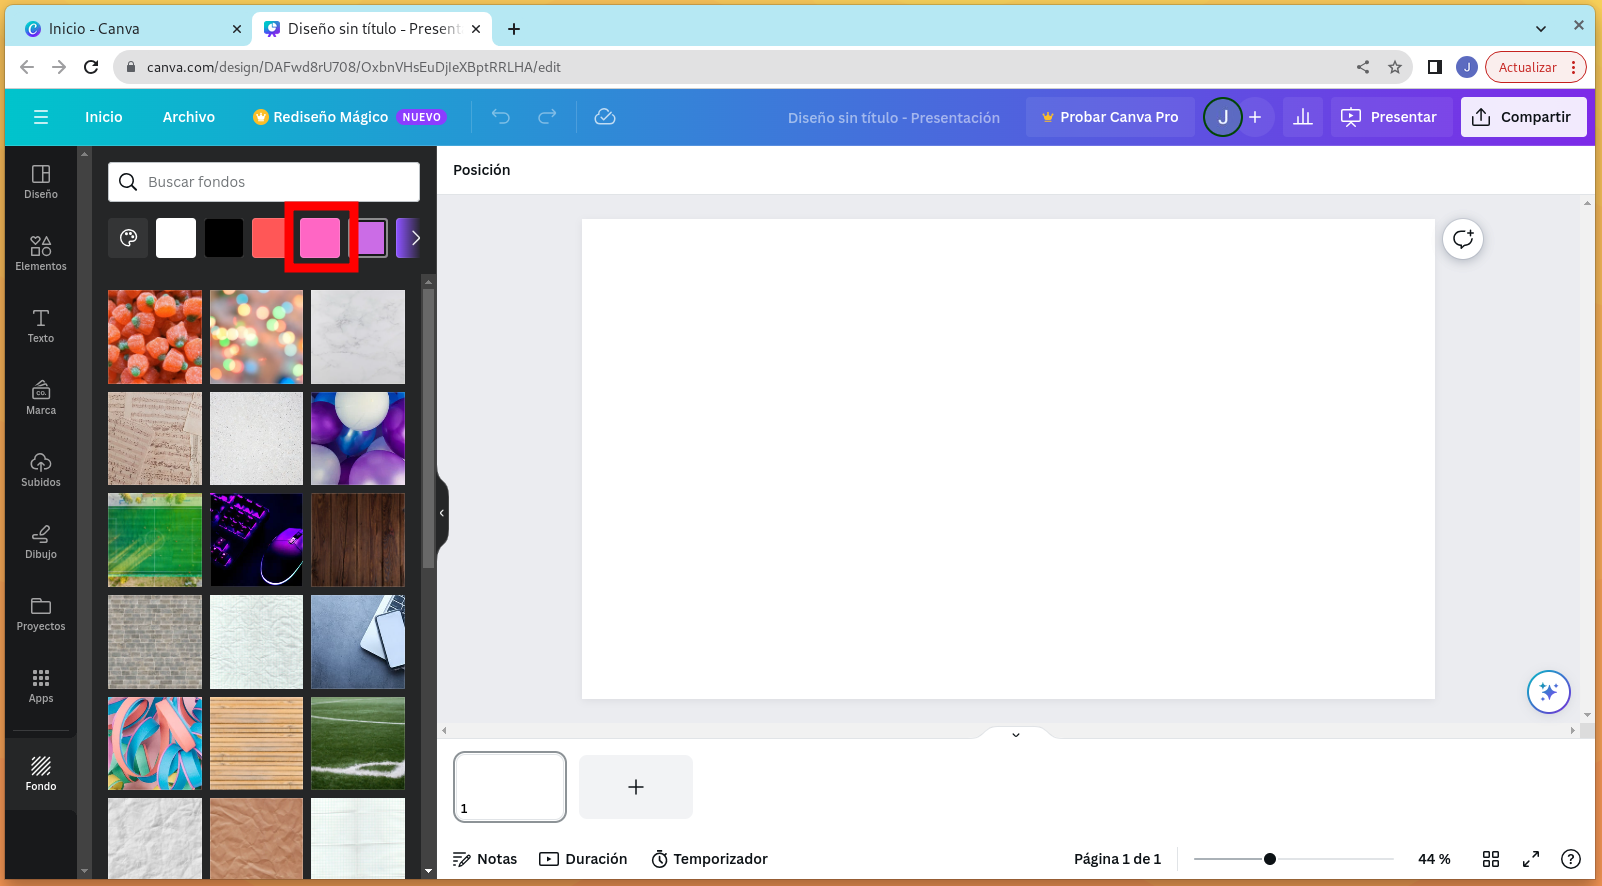 Inicio - Canva
Diseño sin título - Present
canva.com/design/DAFwd8rU708/OxbnVHsEuDjIeXBptRRLHA/edit
J
Actualizar
Inicio
Archivo
Rediseño Mágico
NUEVO
Diseño sin título - Presentación
Probar Canva Pro
J
Presentar
Compartir
Diseño
Elementos
Texto
Marca
Subidos
Dibujo
Proyectos
Apps
Fondo
Buscar fondos
Posición
1
Notas
Duración
Temporizador
Página 1 de 1
44 %